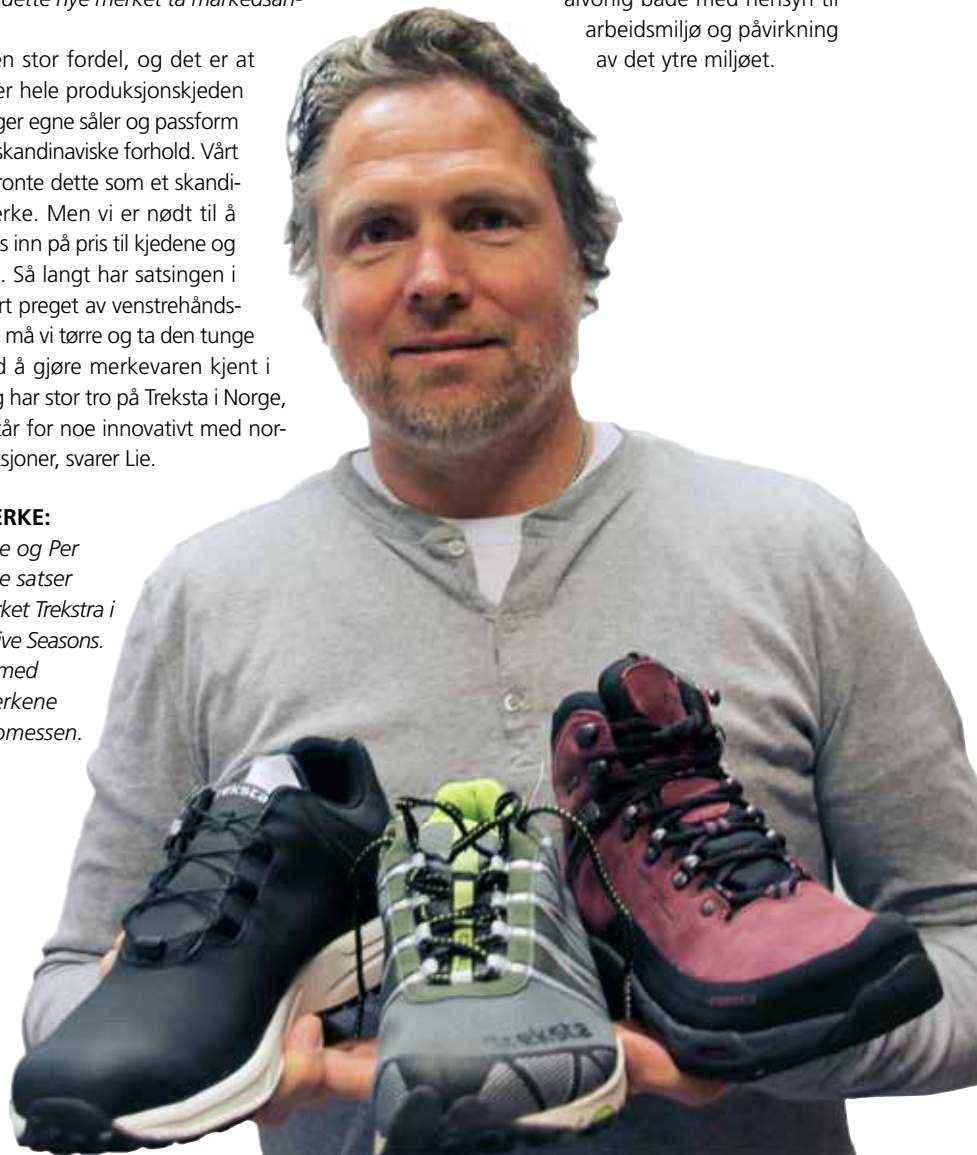 dette nye merket ta markedsan-
en stor fordel, og det er at
er hele produksjonskjeden
ger egne såler og passform
skandinaviske forhold. Vårt
ronte dette som et skandi-
erke. Men vi er nødt til å
s inn på pris til kjedene og
. Så langt har satsingen i
rt preget av venstrehånds-
må vi tørre og ta den tunge
d å gjøre merkevaren kjent i
g har stor tro på Treksta i Norge,
tår for noe innovativt med nor-
sjoner, svarer Lie.
ERKE:
e og Per
e satser
rket Trekstra i
ive Seasons.
med
erkene
omessen.
alvorlig både med hensyn til
arbeidsmiljø og påvirkning
av det ytre miljøet.
treksta
treksta